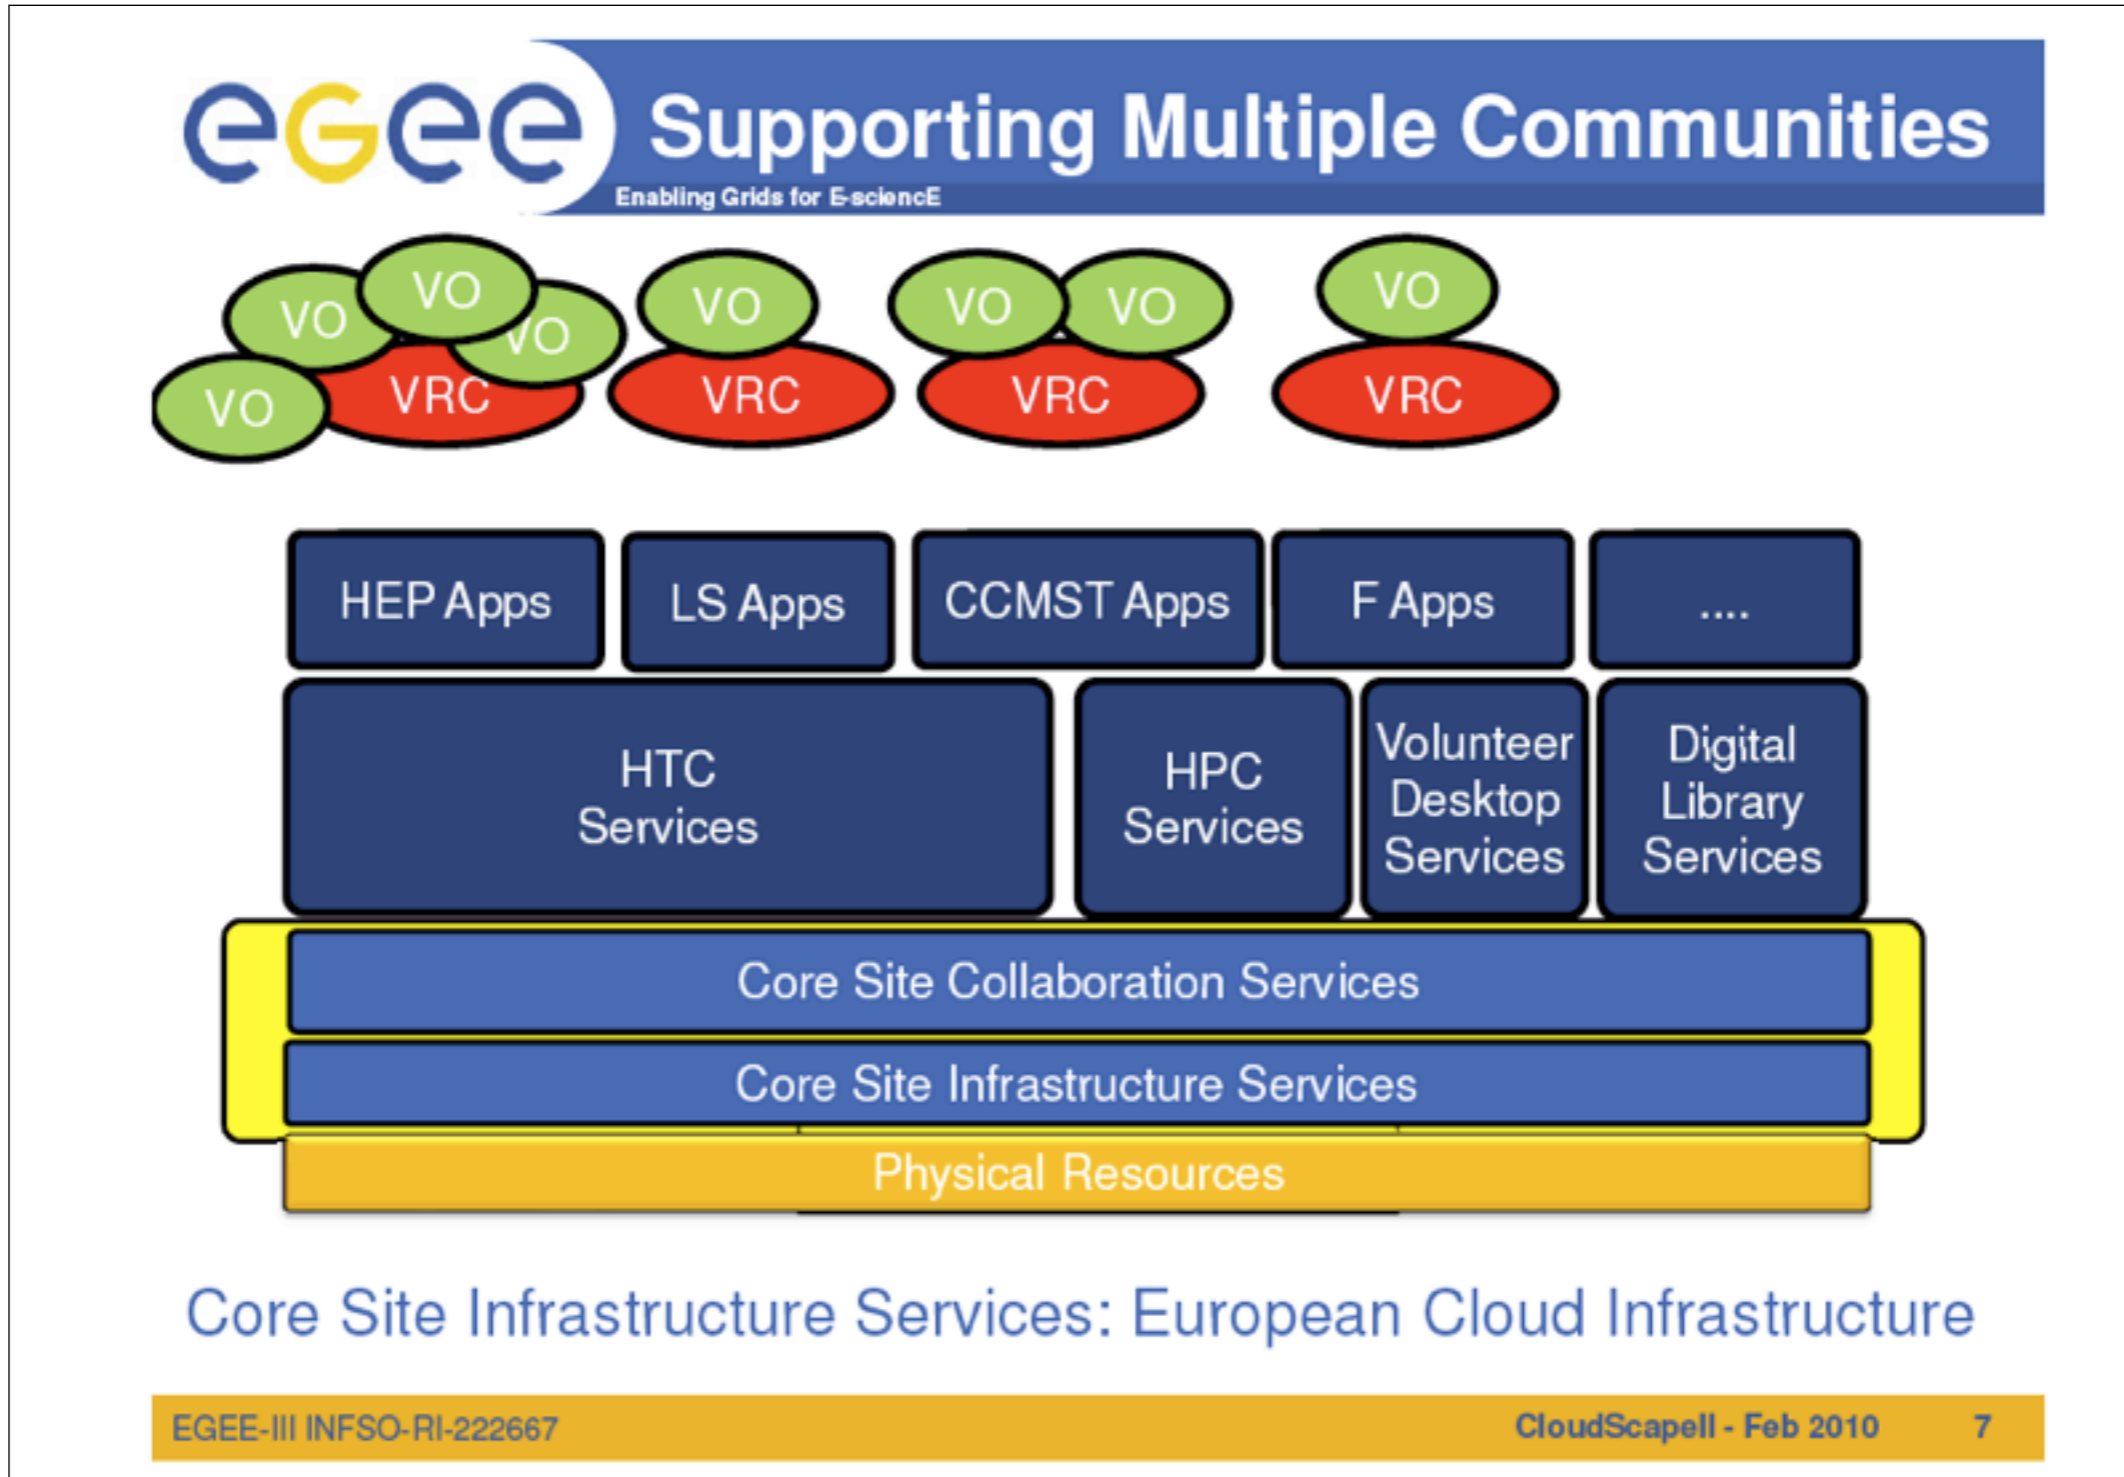 egee
Supporting Multiple Communities
Enabling Grids for E-sciencE
VO
VO
VO
VO
VRC
VO
VRC
VO
VO
VRC
VO
VRC
HEP Apps
LS Apps
CCMST Apps
F Apps
....
HTC
Services
HPC
Services
Volunteer
Desktop
Services
Digital
Library
Services
Core Site Collaboration Services
Core Site Infrastructure Services
Physical Resources
Core Site Infrastructure Services: European Cloud Infrastructure
EGEE-III INFSO-RI-222667
CloudScapeII - Feb 2010
7